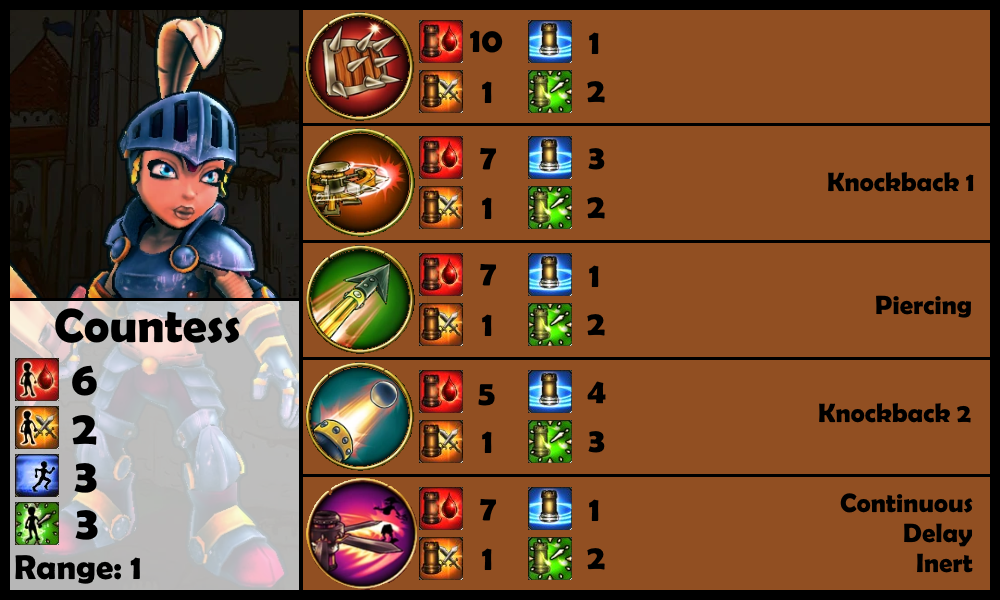 Countess
6
2
3
3
Range: 1
10 1
1 2
7 3
1 2
Knockback 1
7 1
1 2
Piercing
5 4
1 3
Knockback 2
7 1
1 2
Continuous
Delay
Inert